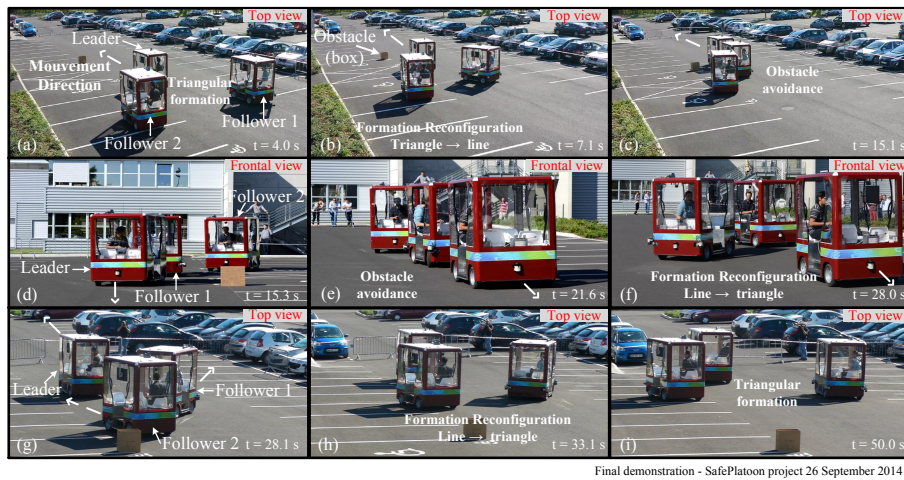 Top view
Leader
Mouvement
Direction
Triangular
formation
Follower 1
Follower 2
(a)
t = 4.0 s
Top view
Obstacle
(box)
Formation Reconfiguration
Triangle → line
(b)
t = 7.1 s
Top view
Obstacle
avoidance
(c)
t = 15.1 s
Frontal view
Follower 2
Leader
Follower 1
(d)
t = 15.3 s
Frontal view
Obstacle
avoidance
(e)
t = 21.6 s
Frontal view
Formation Reconfiguration
Line → triangle
(f)
t = 28.0 s
Top view
Leader
Follower 1
Follower 2
(g)
t = 28.1 s
Top view
Formation Reconfiguration
Line → triangle
(h)
t = 33.1 s
Top view
Triangular
formation
(i)
t = 50.0 s
Final demonstration - SafePlatoon project 26 September 2014